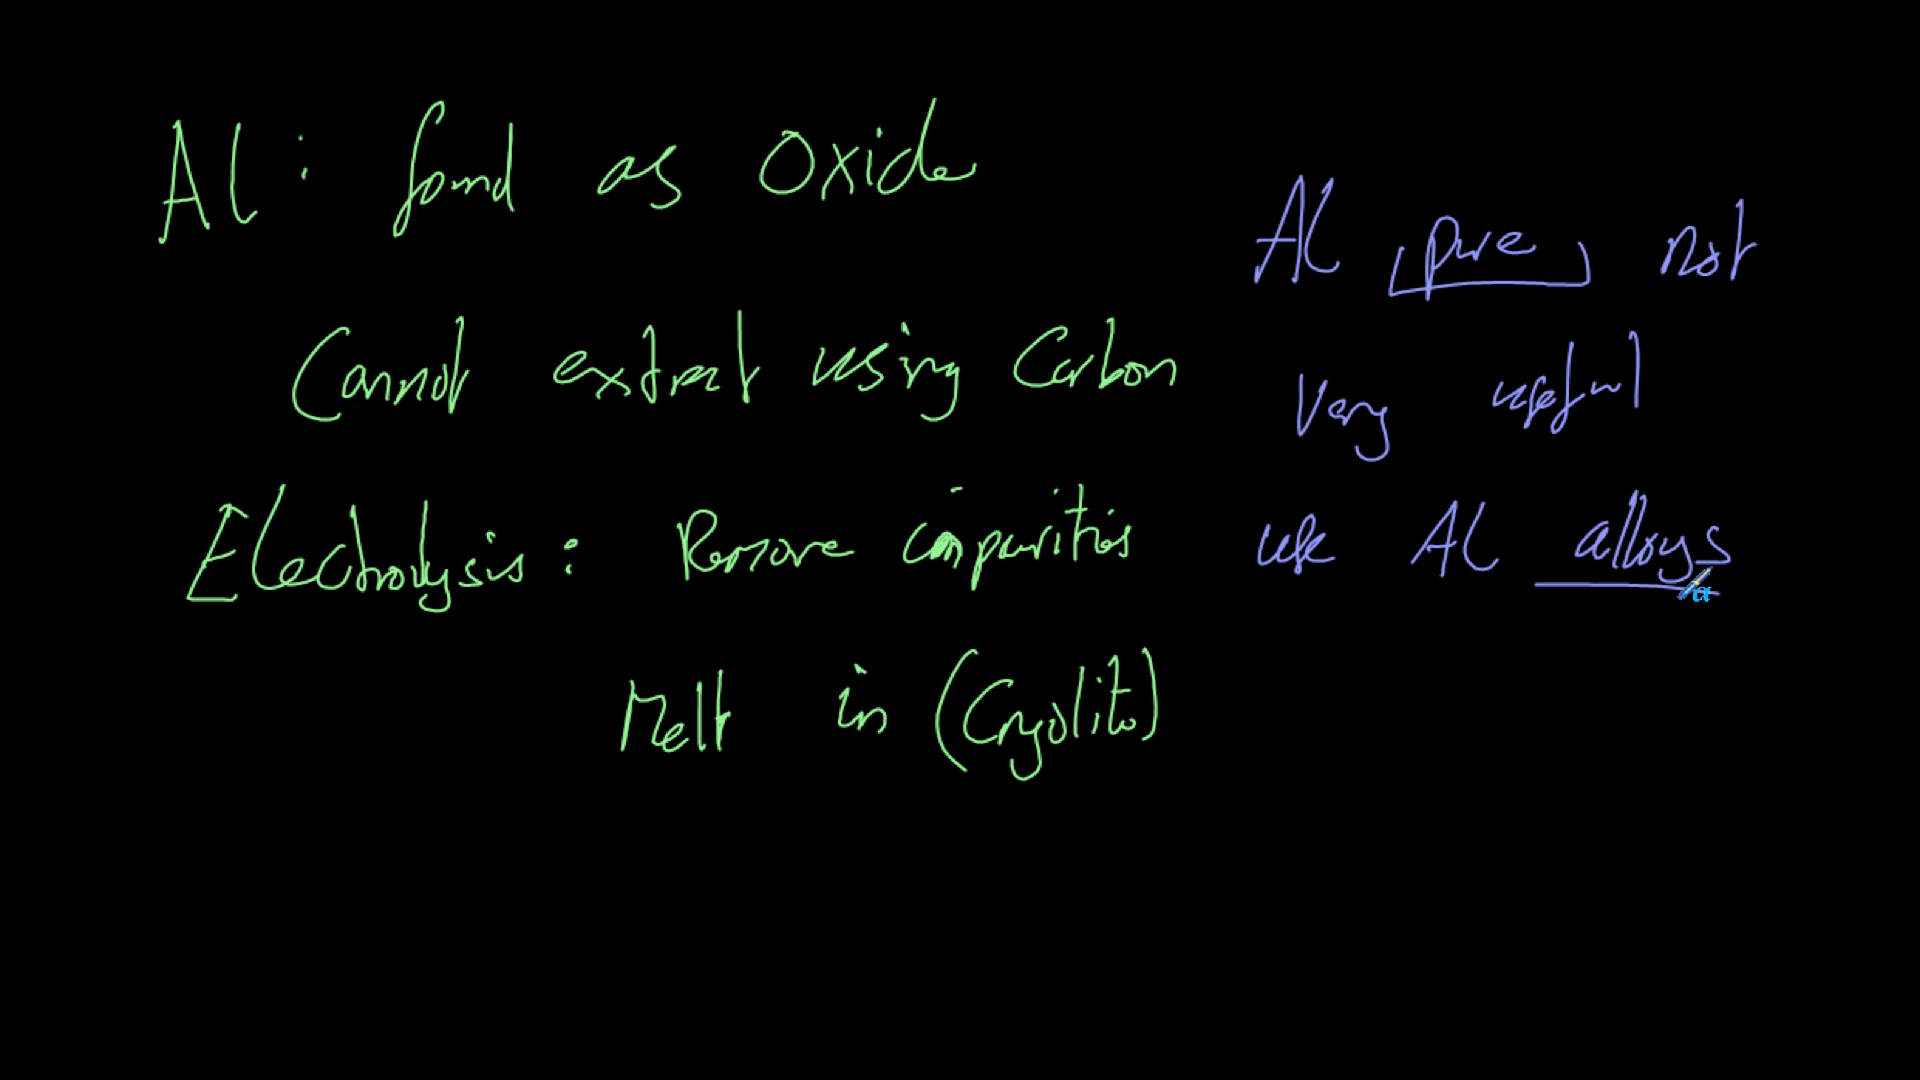 Al: found as Oxide
Cannot extract using Carbon
Electrolysis: Remove impurities
Melt in (Cryolite)
Al pure not
very useful
use Al alloys